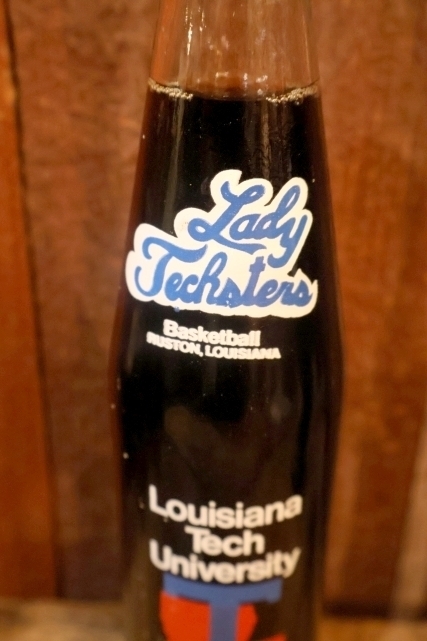 Lady
Techsters
Basketball
RUSTON, LOUISIANA
Louisiana
Tech
University